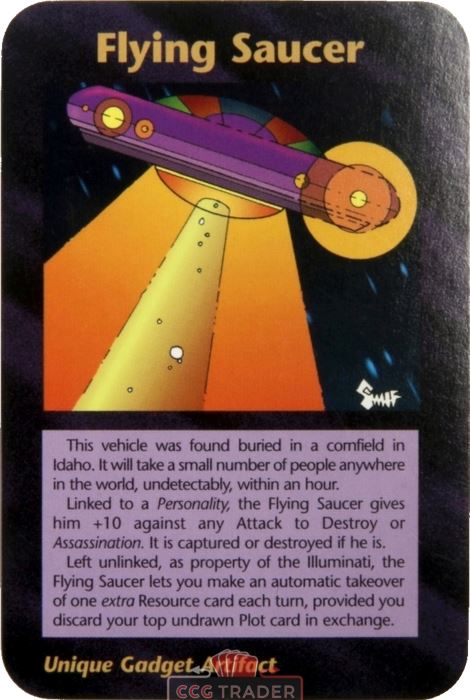 Flying Saucer
SMIF
This vehicle was found buried in a cornfield in
Idaho. It will take a small number of people anywhere
in the world, undetectably, within an hour.
Linked to a Personality, the Flying Saucer gives
him +10 against any Attack to Destroy or
Assassination. It is captured or destroyed if he is.
Left unlinked, as property of the Illuminati, the
Flying Saucer lets you make an automatic takeover
of one extra Resource card each turn, provided you
discard your top undrawn Plot card in exchange.
Unique Gadget Artifact
CCG TRADER